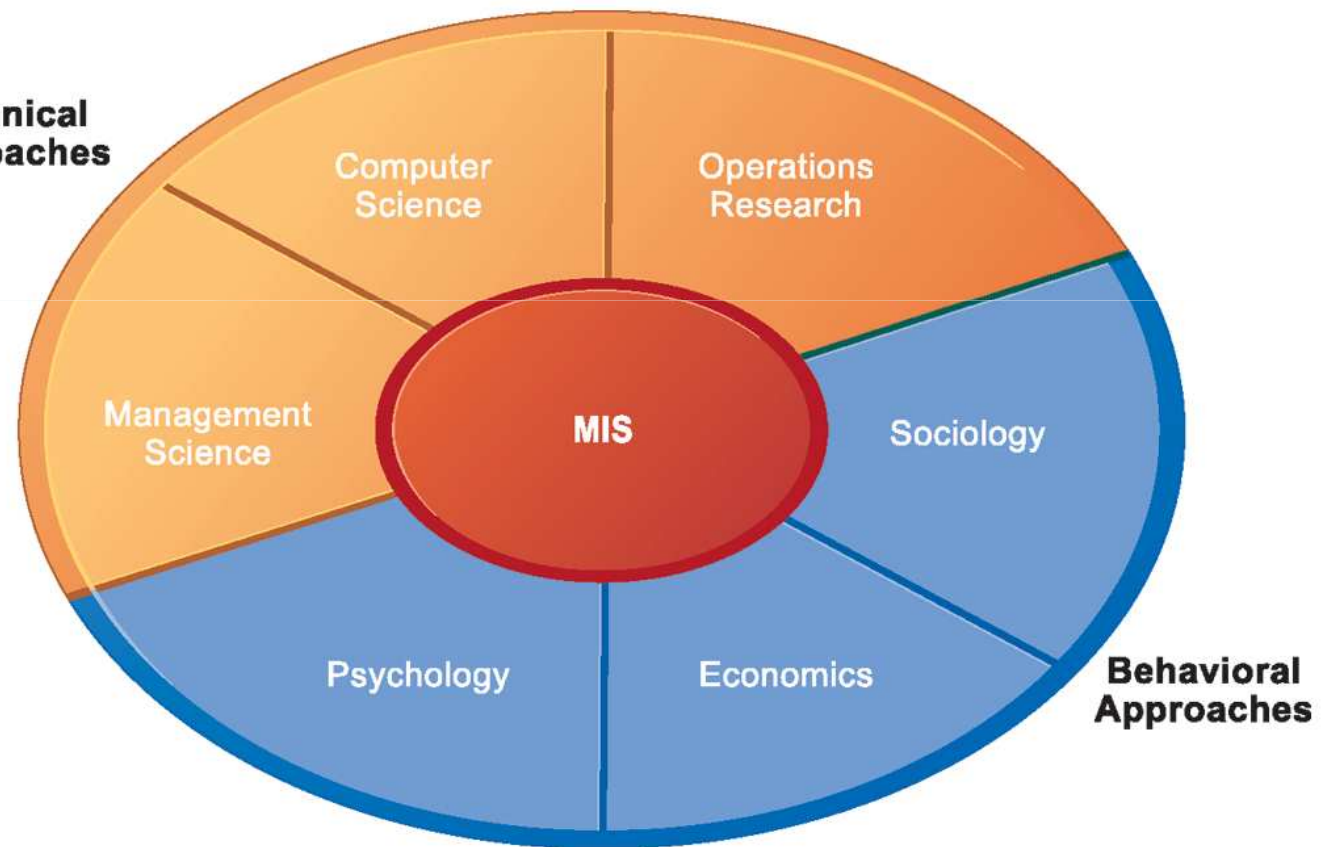 nical
oaches
Computer
Science
Operations
Research
Management
Science
MIS
Sociology
Psychology
Economics
Behavioral
Approaches